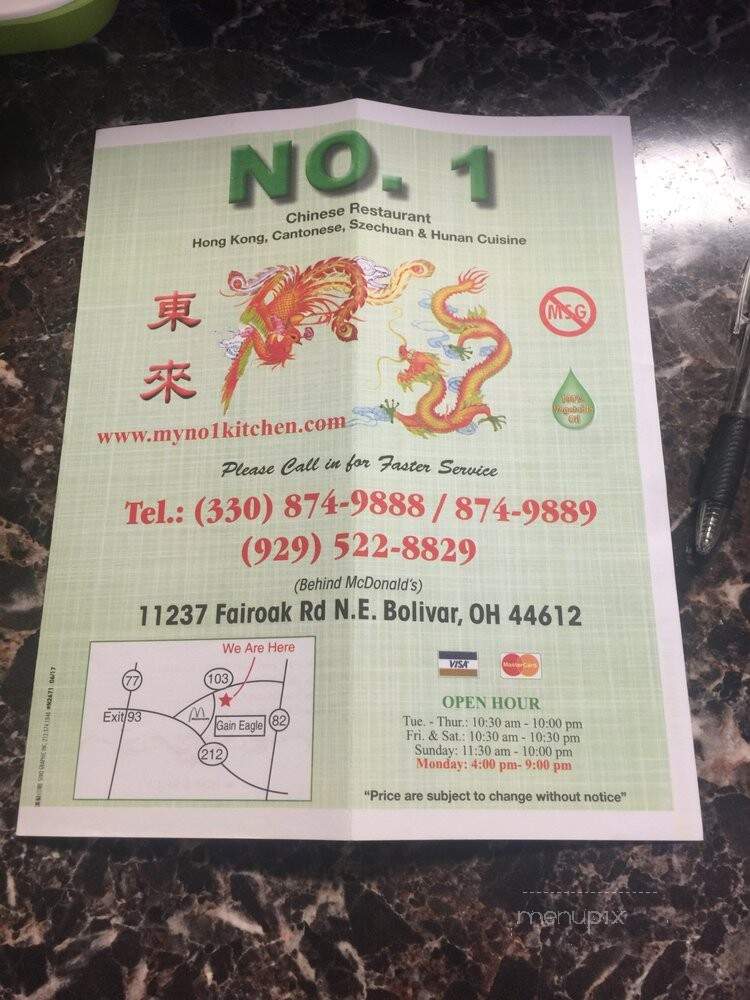 NO. 1
Chinese Restaurant
Hong Kong, Cantonese, Szechuan & Hunan Cuisine
東
來
MSG
100%
Vegetable
Oil
www.myno1kitchen.com
Please Call in for Faster Service
Tel.: (330) 874-9888 / 874-9889
(929) 522-8829
(Behind McDonald's)
11237 Fairoak Rd N.E. Bolivar, OH 44612
We Are Here
77
103
Exit 93
Gain Eagle
82
212
VISA
MasterCard
OPEN HOUR
Tue. - Thur.: 10:30 am - 10:00 pm
Fri. & Sat.: 10:30 am - 10:30 pm
Sunday: 11:30 am - 10:00 pm
Monday: 4:00 pm- 9:00 pm
"Price are subject to change without notice"
#N2671 04/17
menupix